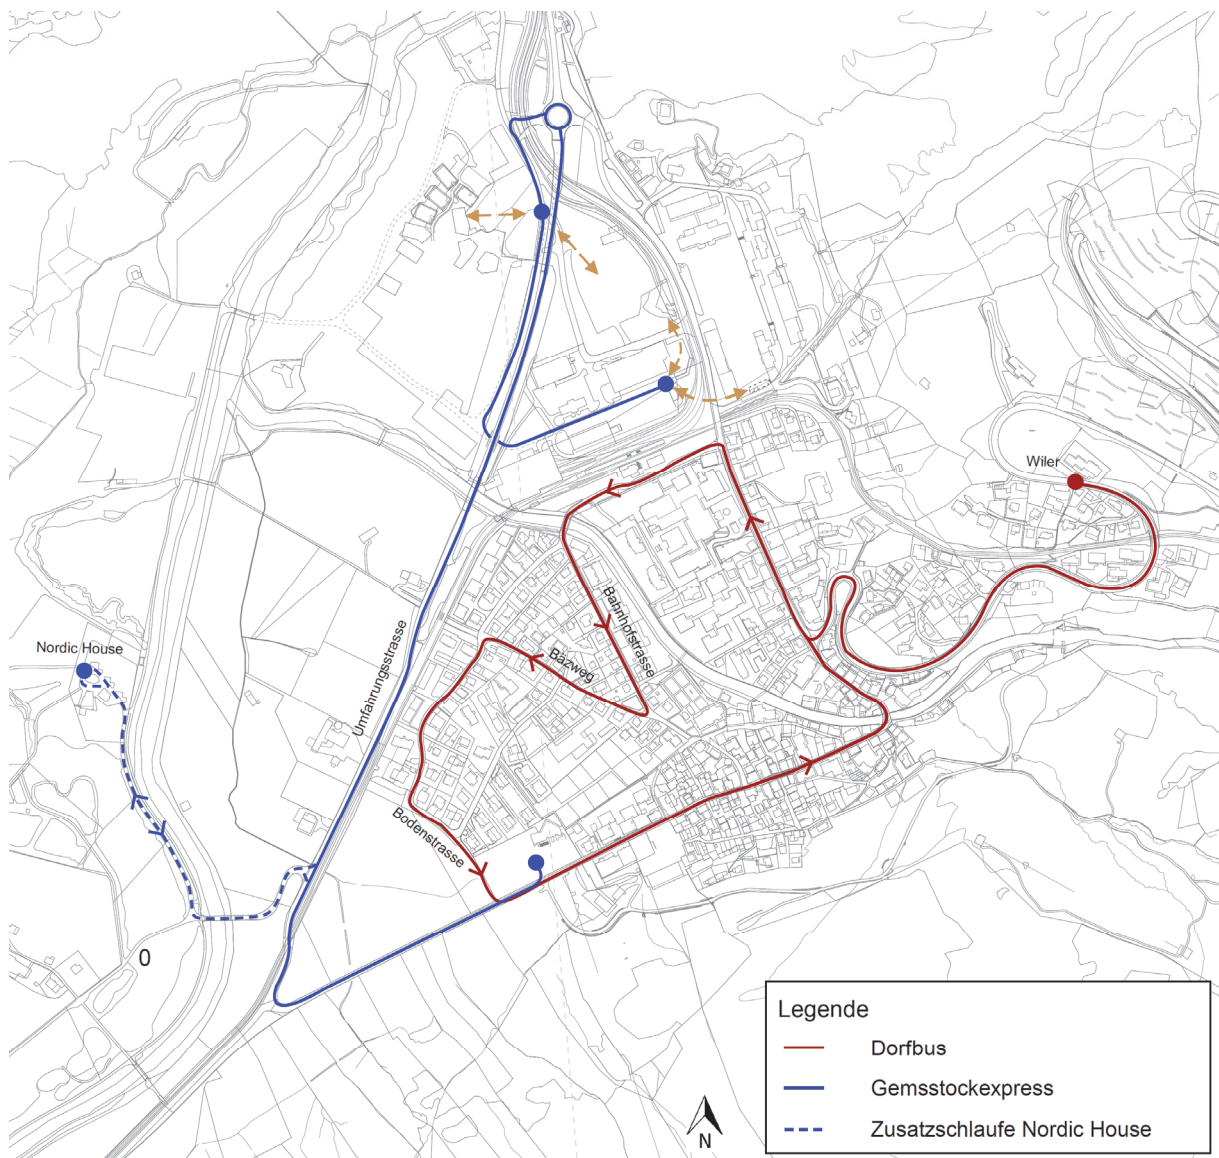 Wiler
Bahnhofstrasse
Bäzweg
Nordic House
Umfahrungsstrasse
Bodenstrasse
0
Legende
Dorfbus
Gemsstockexpress
Zusatzschlaufe Nordic House
N